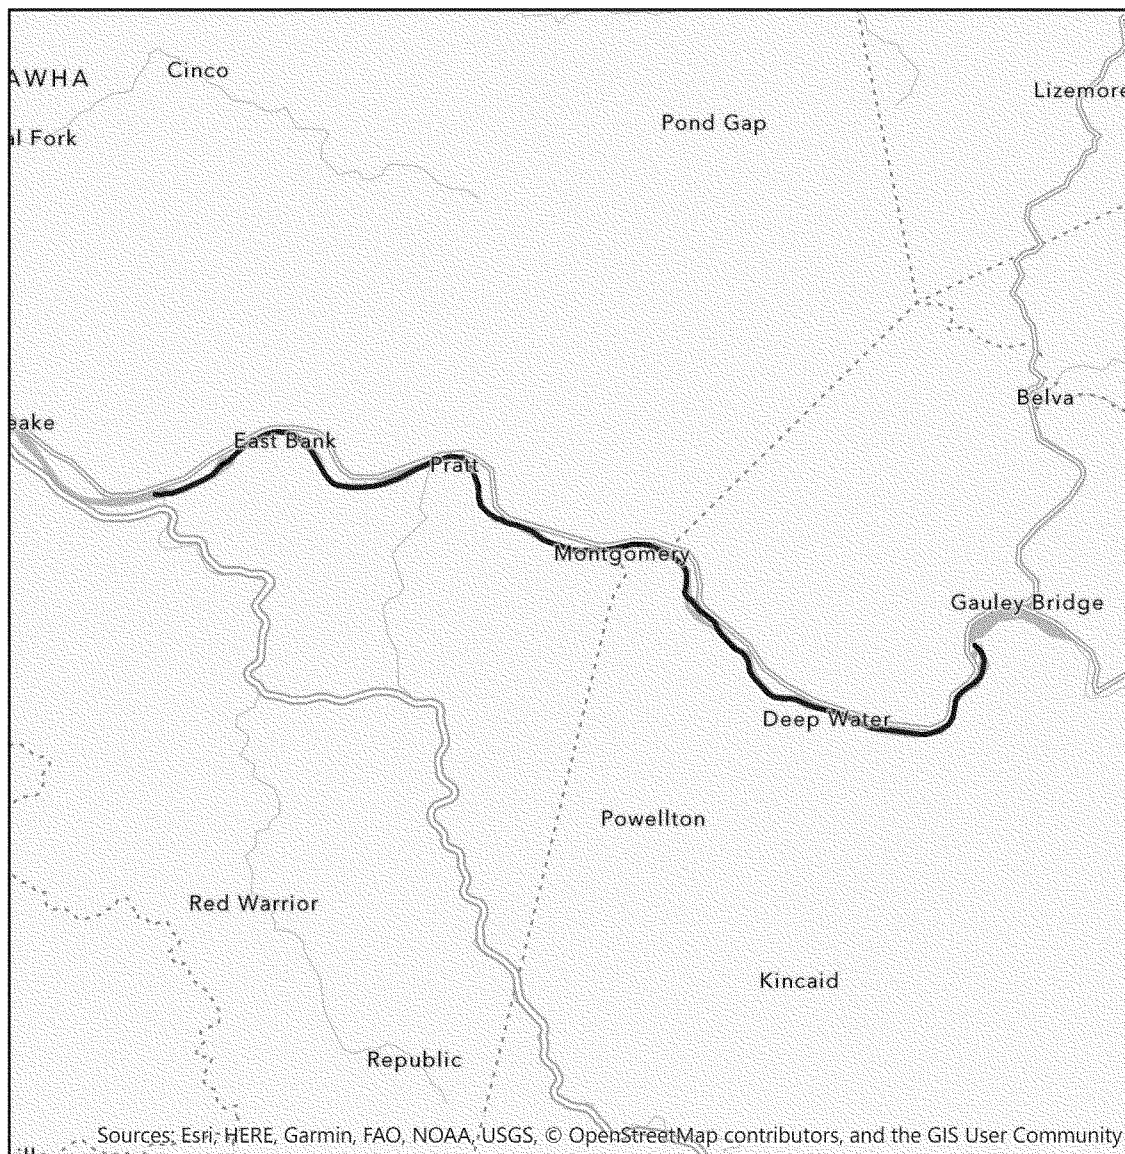 Cinco
AWHA
Lizemore
Pond Gap
al Fork
Belva
eake
East Bank
Pratt
Montgomery
Gauley Bridge
Deep Water
Powellton
Red Warrior
Kincaid
Republic
Sources: Esri, HERE, Garmin, FAO, NOAA, USGS, © OpenStreetMap contributors, and the GIS User Community